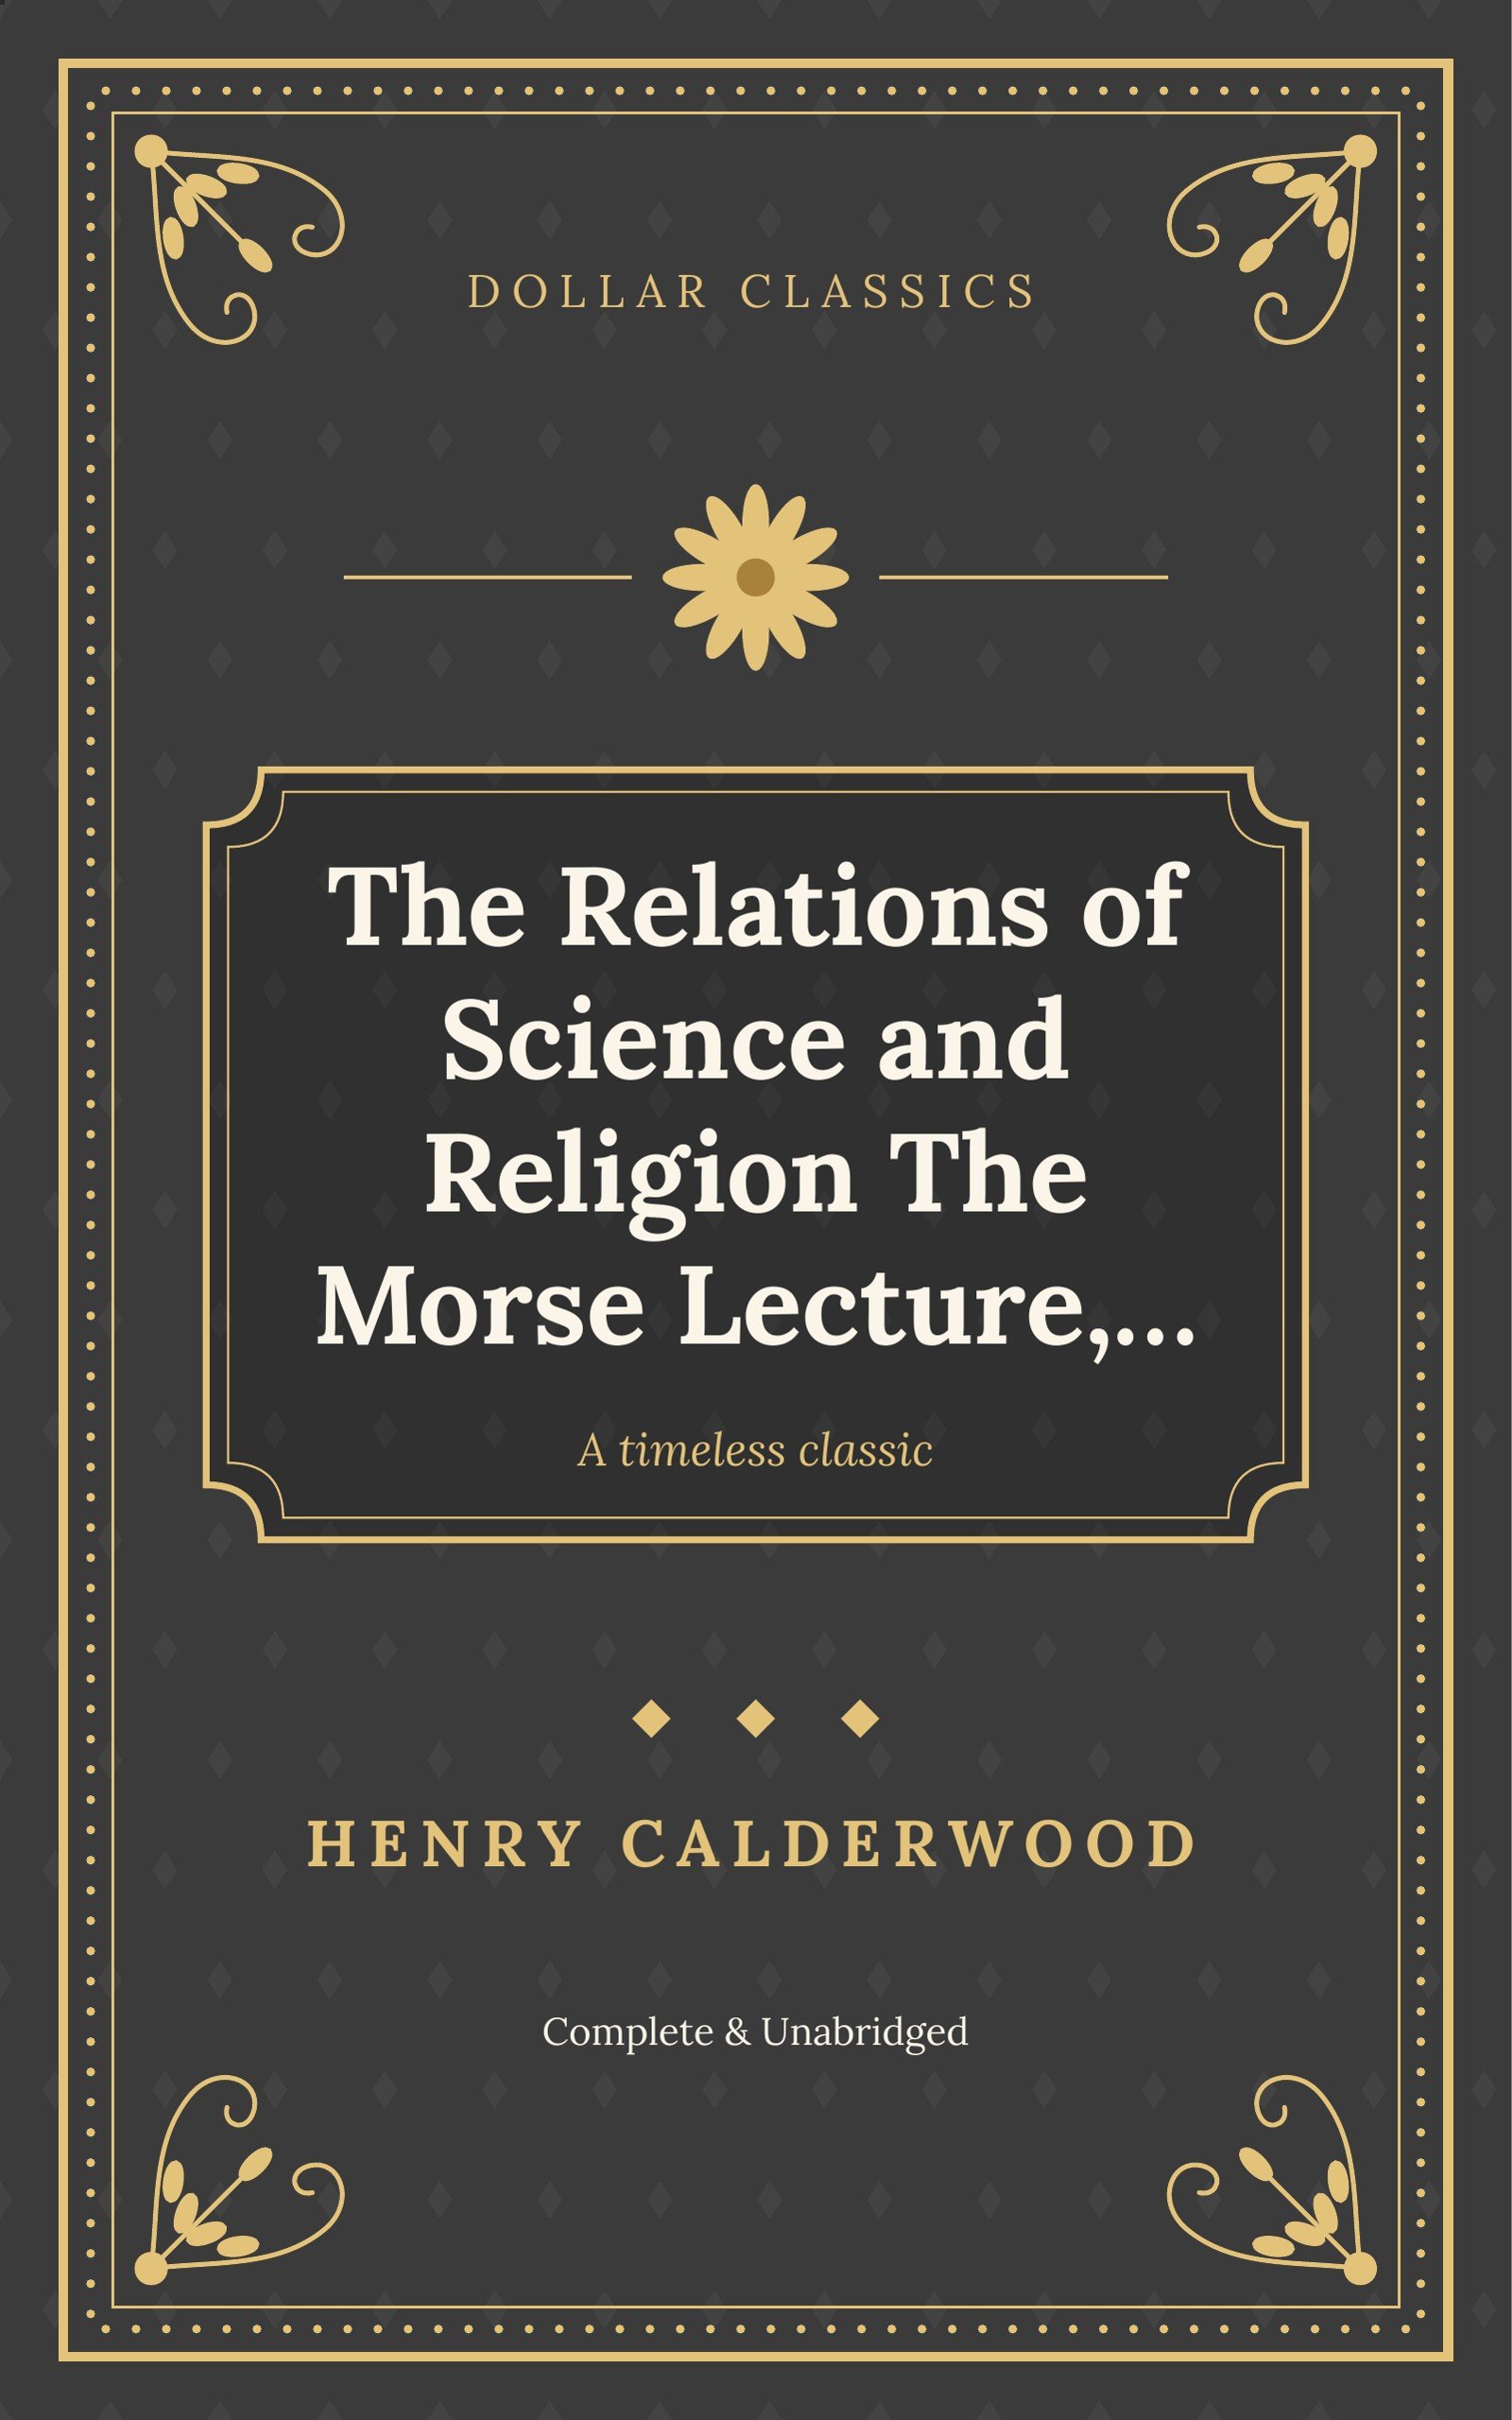 DOLLAR CLASSICS
The Relations of
Science and
Religion The
Morse Lecture,...
A timeless classic
HENRY CALDERWOOD
Complete & Unabridged